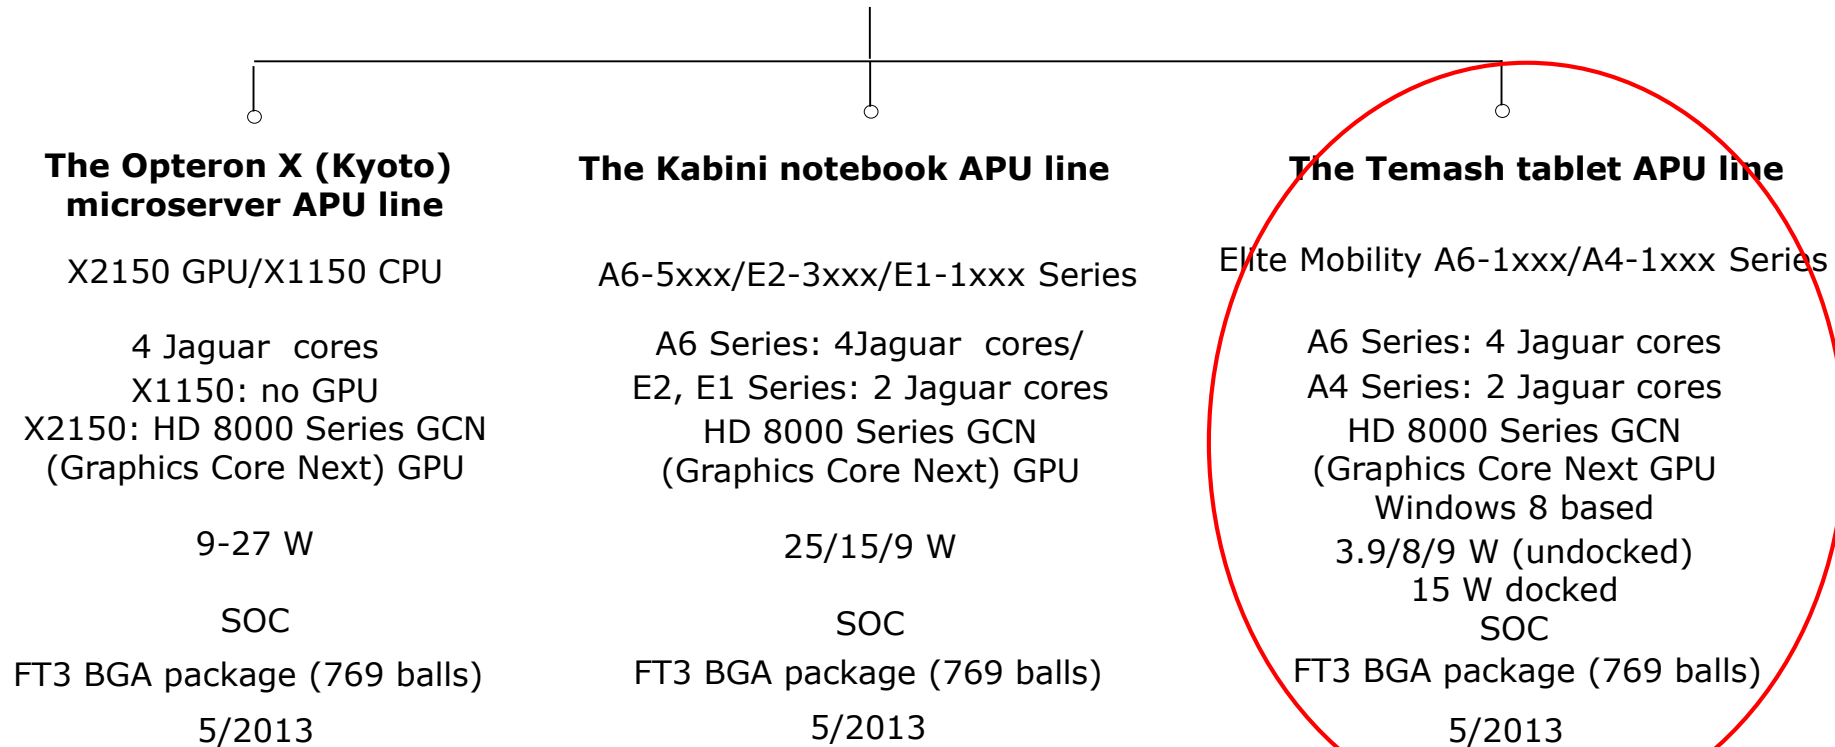 The Opteron X (Kyoto)
microserver APU line
X2150 GPU/X1150 CPU
4 Jaguar cores
X1150: no GPU
X2150: HD 8000 Series GCN
(Graphics Core Next) GPU
9-27 W
SOC
FT3 BGA package (769 balls)
5/2013
The Kabini notebook APU line
A6-5xxx/E2-3xxx/E1-1xxx Series
A6 Series: 4Jaguar cores/
E2, E1 Series: 2 Jaguar cores
HD 8000 Series GCN
(Graphics Core Next) GPU
25/15/9 W
SOC
FT3 BGA package (769 balls)
5/2013
The Temash tablet APU line
Elite Mobility A6-1xxx/A4-1xxx Series
A6 Series: 4 Jaguar cores
A4 Series: 2 Jaguar cores
HD 8000 Series GCN
(Graphics Core Next GPU
Windows 8 based
3.9/8/9 W (undocked)
15 W docked
SOC
FT3 BGA package (769 balls)
5/2013